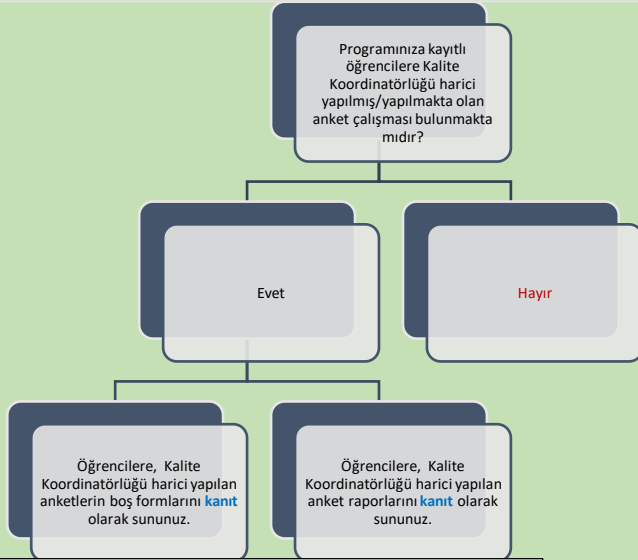 Programınıza kayıtlı
öğrencilere Kalite
Koordinatörlüğü harici
yapılmış/yapılmakta olan
anket çalışması bulunmakta
mıdır?
Evet
Hayır
Öğrencilere, Kalite
Koordinatörlüğü harici yapılan
anketlerin boş formlarını kanıt
olarak sununuz.
Öğrencilere, Kalite
Koordinatörlüğü harici yapılan
anket raporlarını kanıt olarak
sununuz.